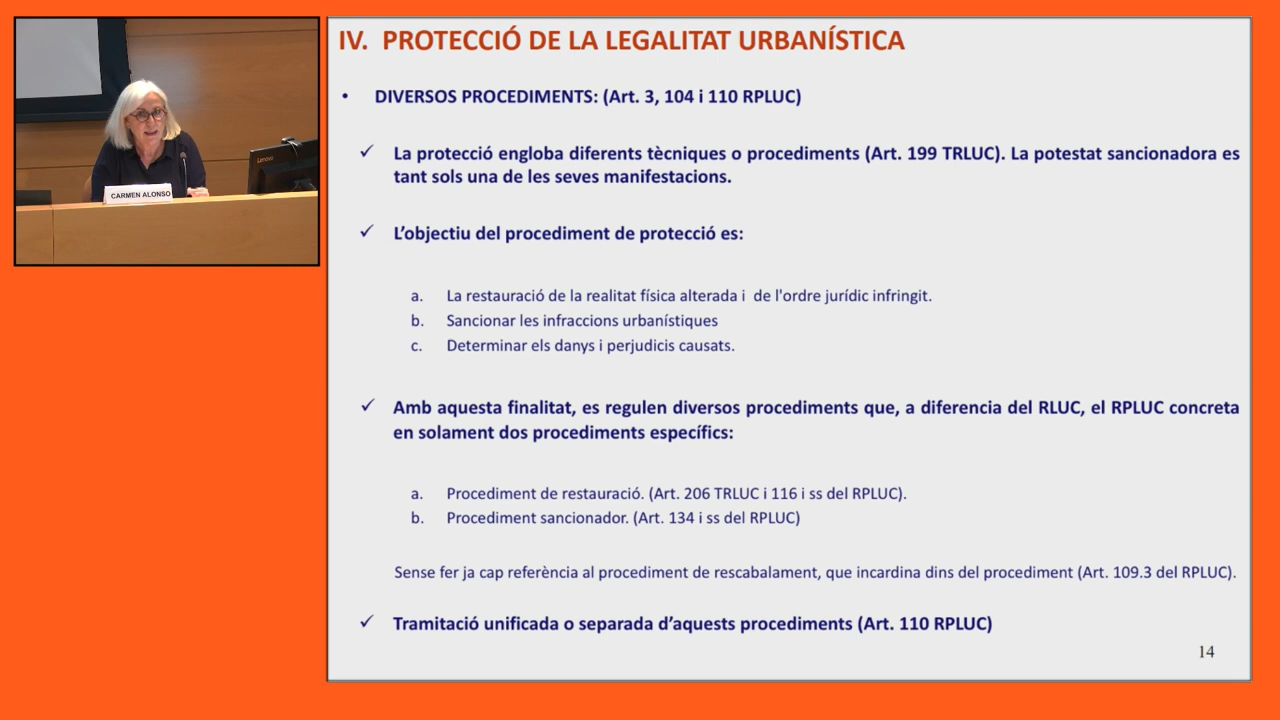 Lenovo
CARMEN ALONSO
IV. PROTECCIÓ DE LA LEGALITAT URBANÍSTICA
• DIVERSOS PROCEDIMENTS: (Art. 3, 104 i 110 RPLUC)
✓ La protecció engloba diferents tècniques o procediments (Art. 199 TRLUC). La potestat sancionadora es
tant sols una de les seves manifestacions.
✓ L'objectiu del procediment de protecció es:
a. La restauració de la realitat física alterada i de l'ordre jurídic infringit.
b. Sancionar les infraccions urbanístiques
c. Determinar els danys i perjudicis causats.
✓ Amb aquesta finalitat, es regulen diversos procediments que, a diferencia del RLUC, el RPLUC concreta
en solament dos procediments específics:
a. Procediment de restauració. (Art. 206 TRLUC i 116 i ss del RPLUC).
b. Procediment sancionador. (Art. 134 i ss del RPLUC)
Sense fer ja cap referència al procediment de rescabalament, que incardina dins del procediment (Art. 109.3 del RPLUC).
✓ Tramitació unificada o separada d'aquests procediments (Art. 110 RPLUC)
14